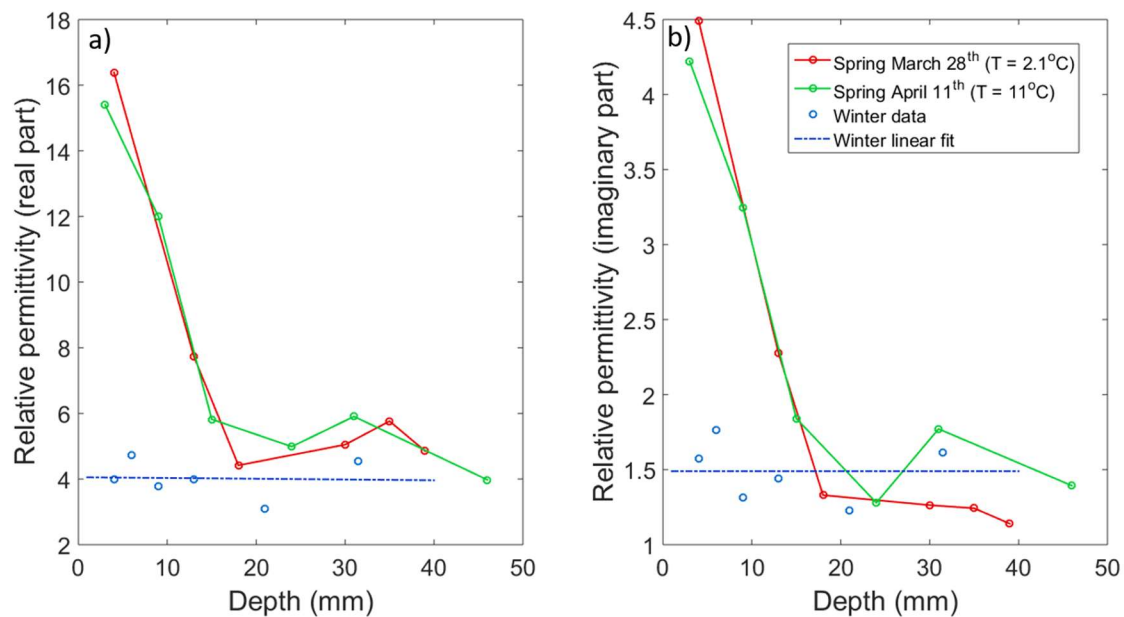 a)
18
16
14
12
10
8
6
4
2
Relative permittivity (real part)
0
10
20
30
40
50
Depth (mm)
b)
4.5
4
3.5
3
2.5
2
1.5
1
Relative permittivity (imaginary part)
0
10
20
30
40
50
Depth (mm)
Spring March 28th (T = 2.1°C)
Spring April 11th (T = 11°C)
Winter data
Winter linear fit